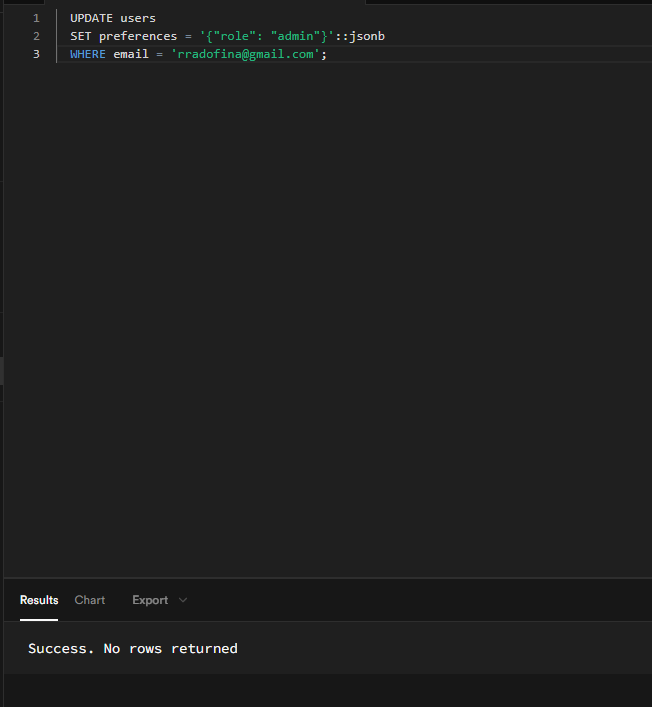 1 UPDATE users
2 SET preferences = '{"role": "admin"}'::jsonb
3 WHERE email = 'rradofina@gmail.com';
Results Chart Export
Success. No rows returned